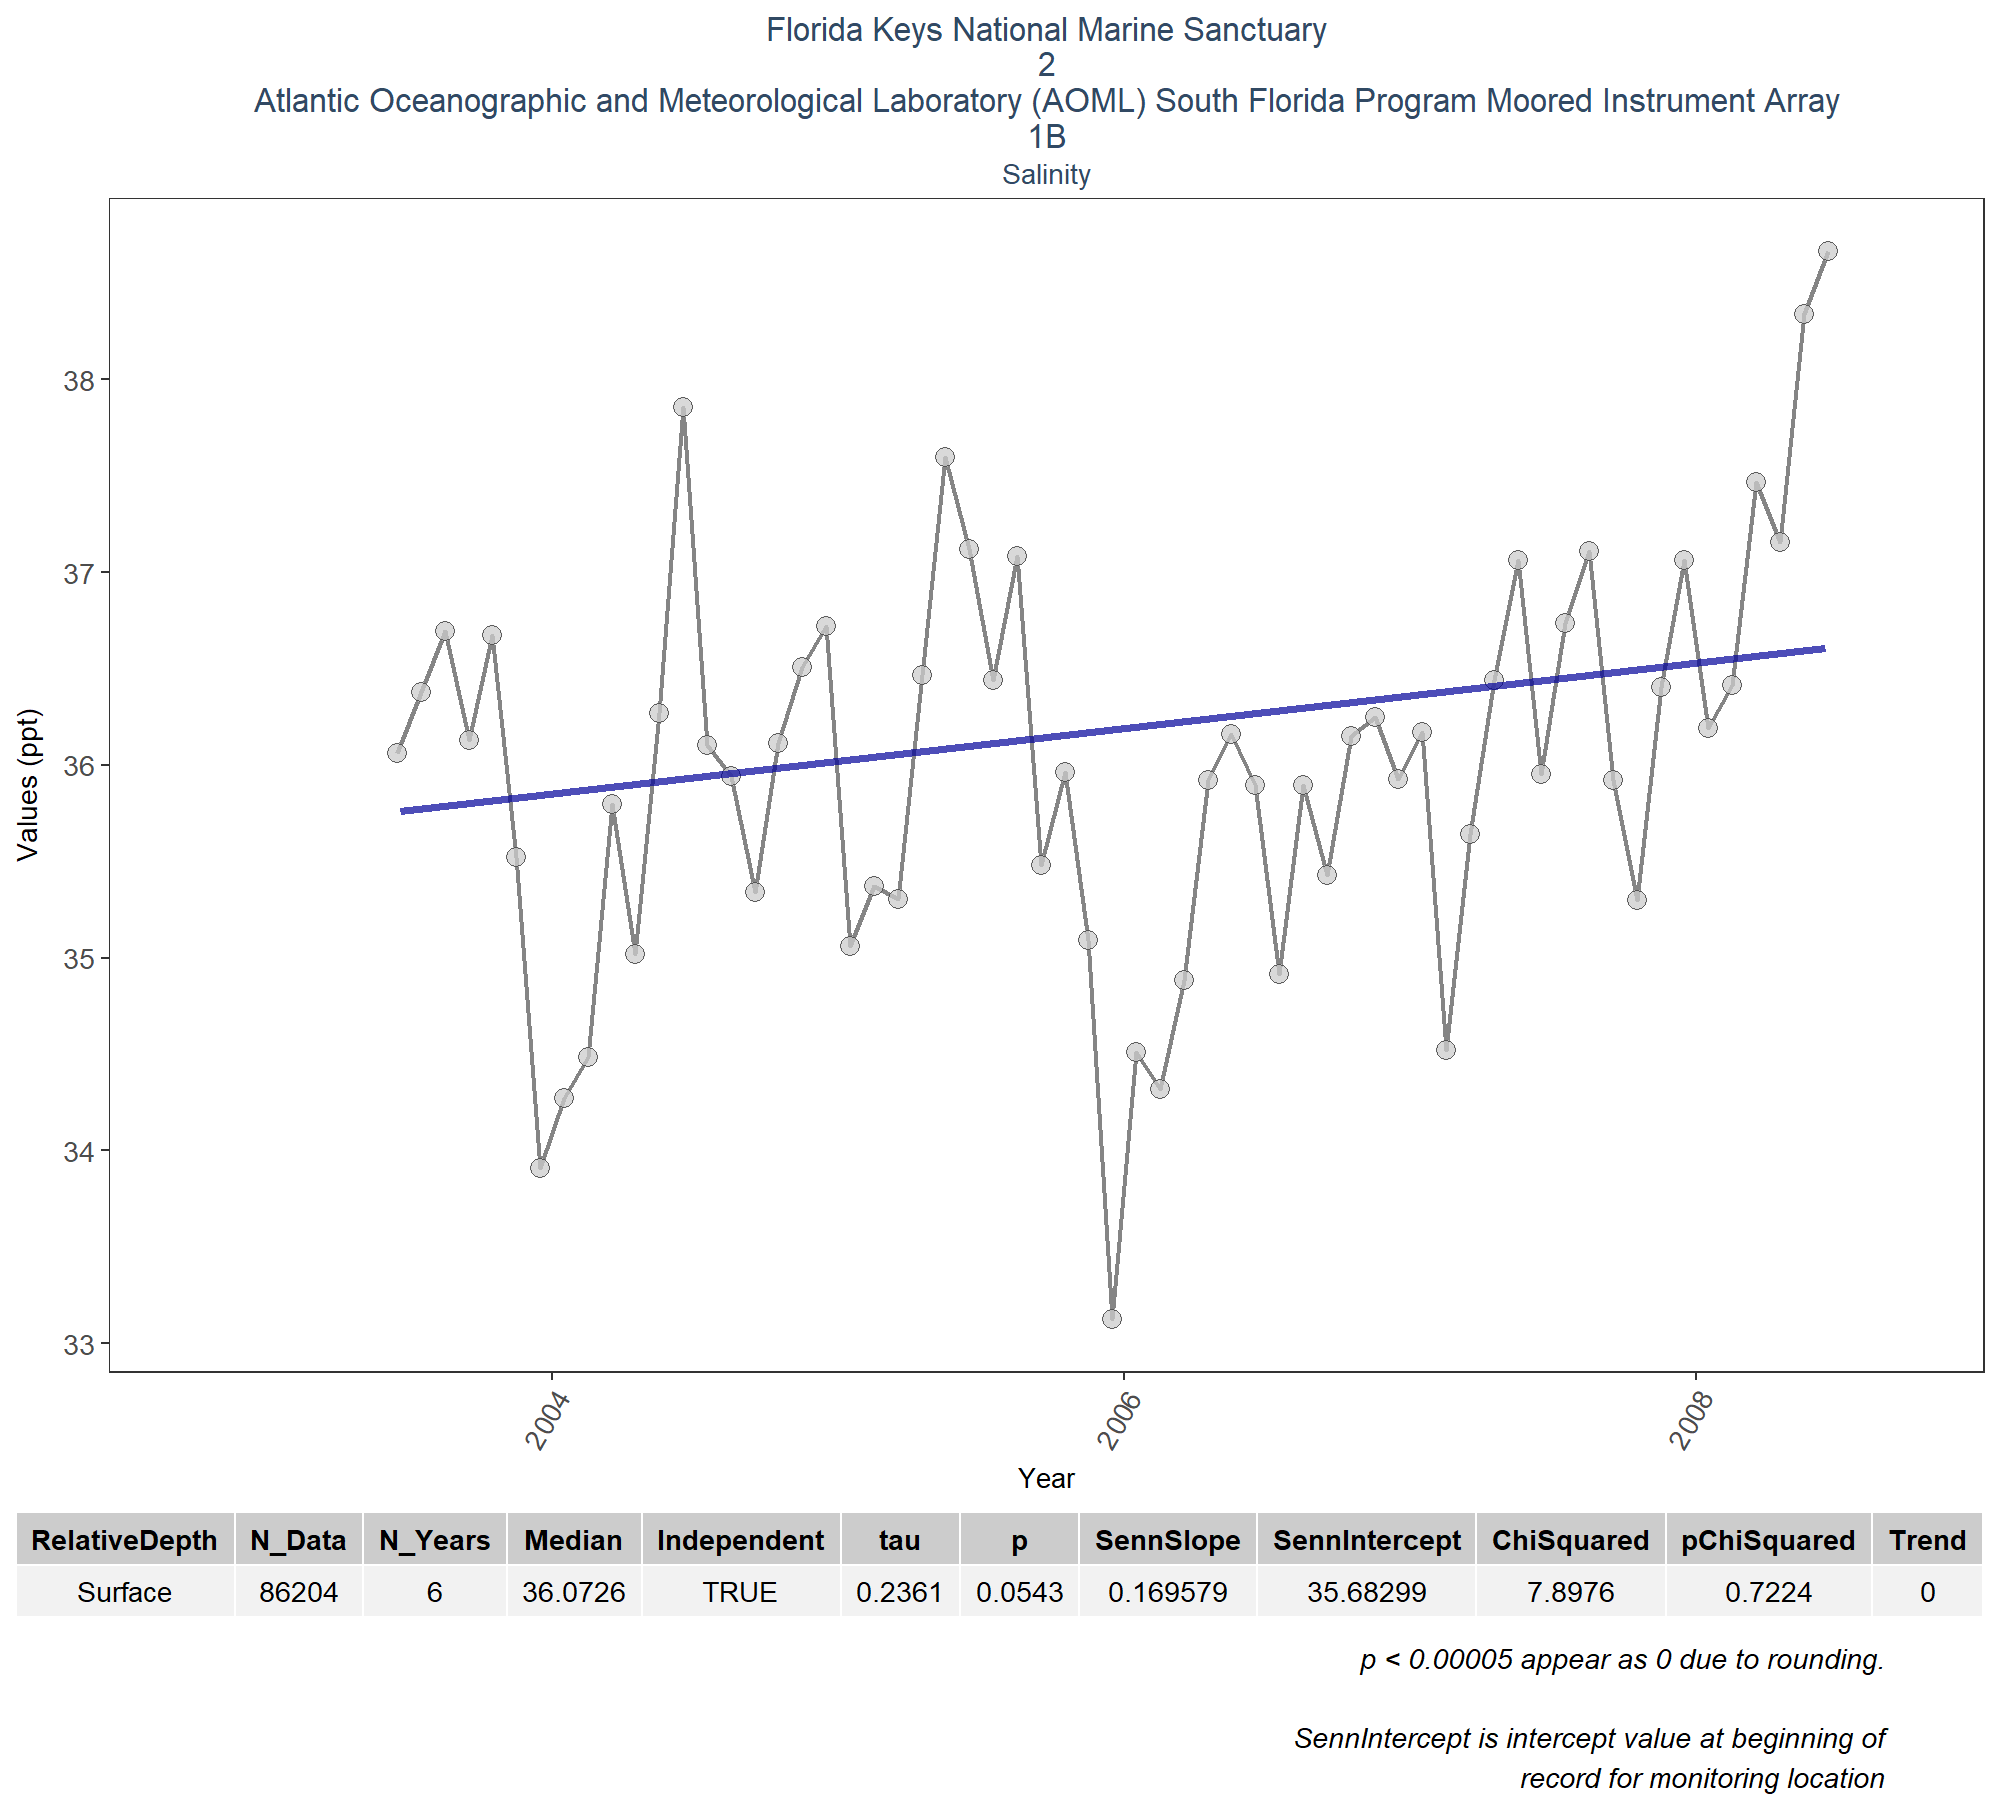 Florida Keys National Marine Sanctuary
2
Atlantic Oceanographic and Meteorological Laboratory (AOML) South Florida Program Moored Instrument Array
1B
Salinity
38
37
36
35
34
33
Values (ppt)
2004 2006 2008
Year
RelativeDepth N_Data N_Years Median Independent tau p SennSlope SennIntercept ChiSquared pChiSquared Trend
Surface 86204 6 36.0726 TRUE 0.2361 0.0543 0.169579 35.68299 7.8976 0.7224 0
p < 0.00005 appear as 0 due to rounding.
SennIntercept is intercept value at beginning of
record for monitoring location